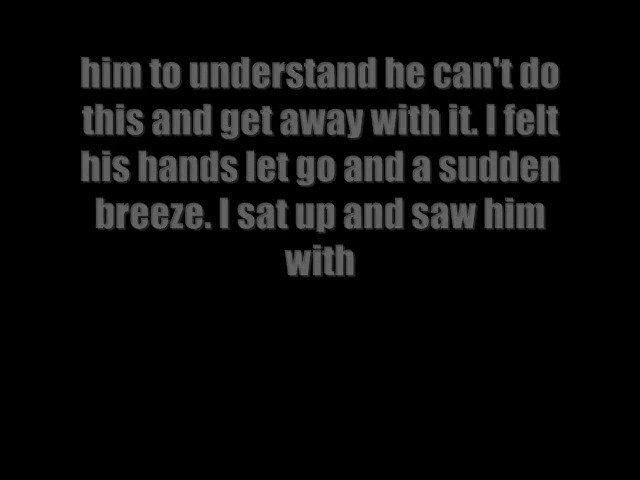 him to understand he can't do
this and get away with it. I felt
his hands let go and a sudden
breeze. I sat up and saw him
with